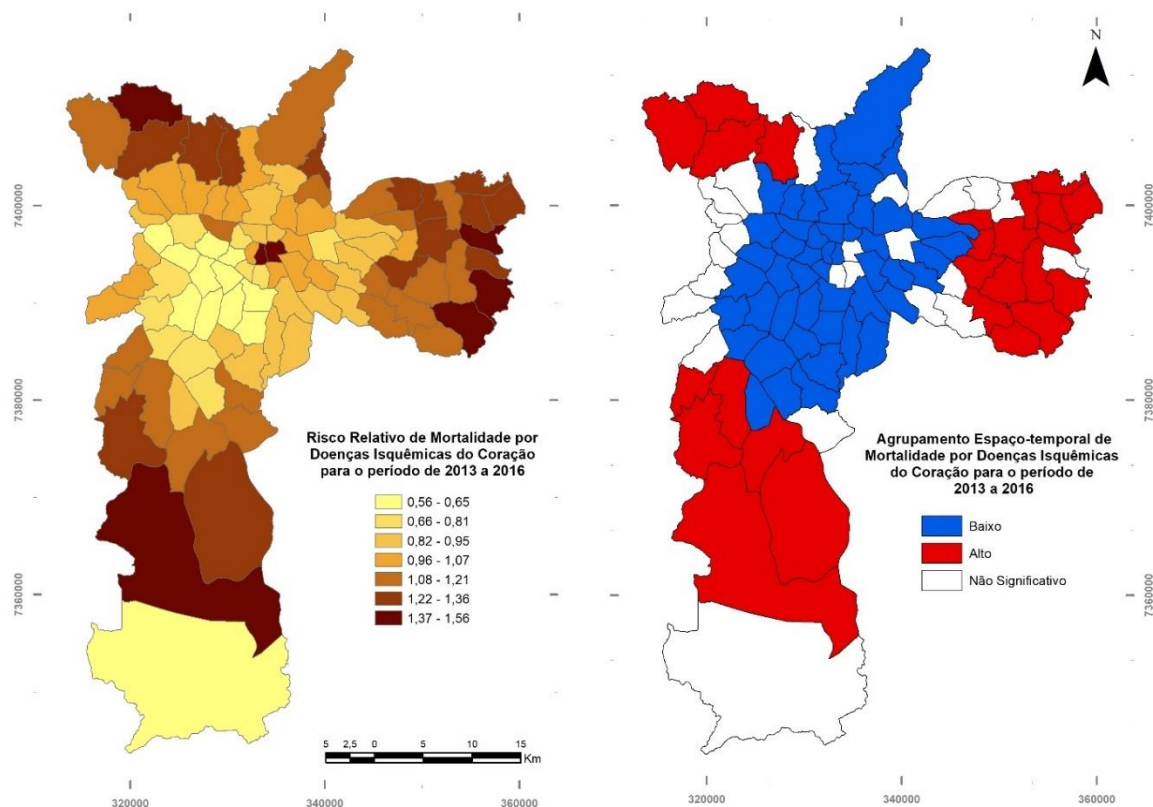 N
7400000
7380000
7360000
Risco Relativo de Mortalidade por
Doenças Isquêmicas do Coração
para o período de 2013 a 2016
0,56 - 0,65
0,66 - 0,81
0,82 - 0,95
0,96 - 1,07
1,08 - 1,21
1,22 - 1,36
1,37 - 1,56
5 2,5 0 5 10 15
Km
320000 340000 360000
7400000
7380000
7360000
Agrupamento Espaço-temporal de
Mortalidade por Doenças Isquêmicas
do Coração para o período de
2013 a 2016
Baixo
Alto
Não Significativo
7400000
7380000
7360000
320000 340000 360000